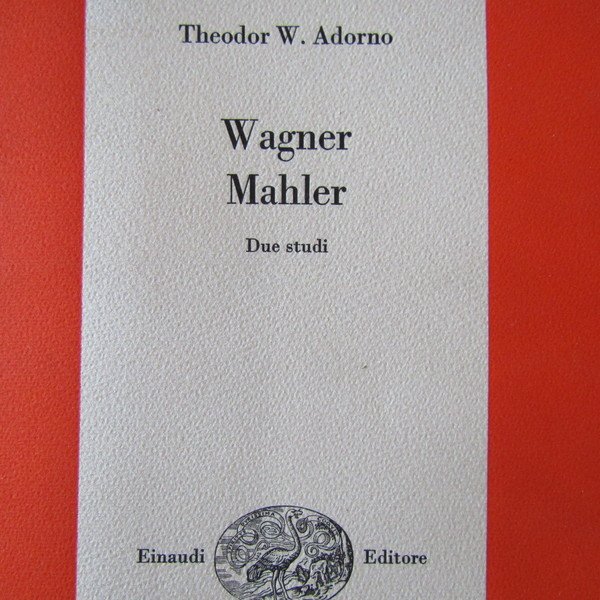 Theodor W. Adorno
Wagner
Mahler
Due studi
Einaudi Editore